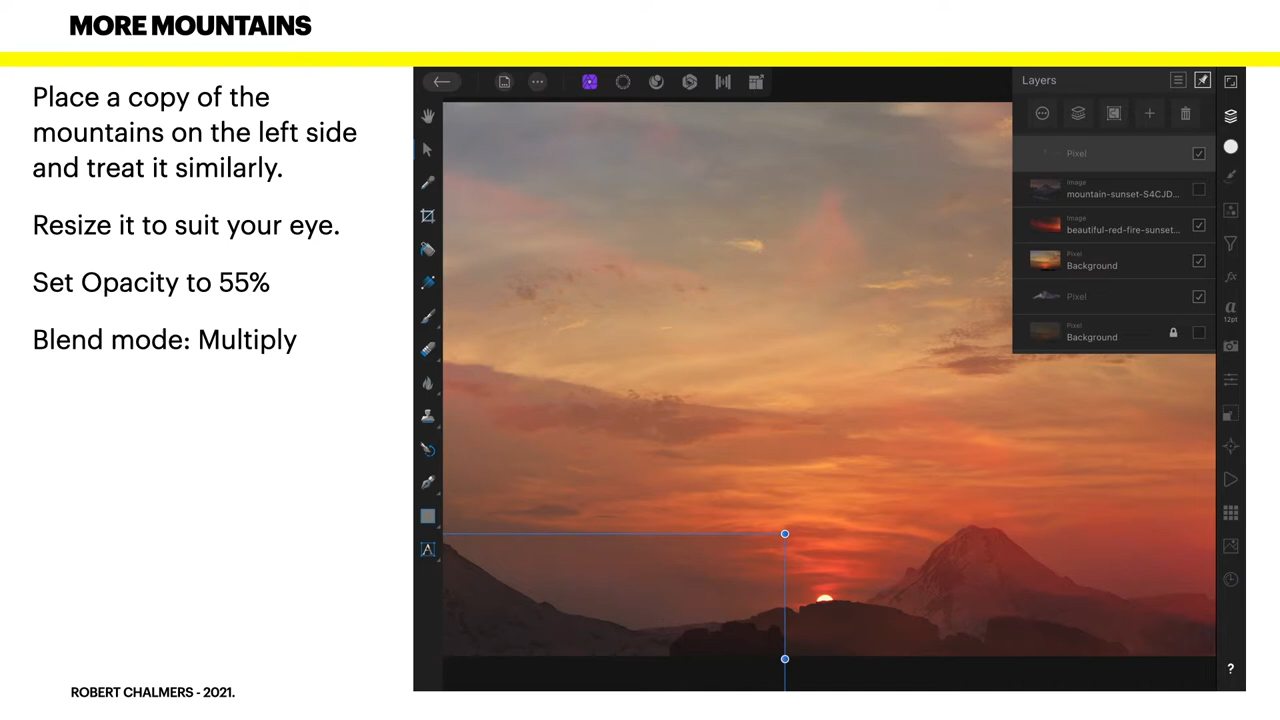 MORE MOUNTAINS
Place a copy of the
mountains on the left side
and treat it similarly.
Resize it to suit your eye.
Set Opacity to 55%
Blend mode: Multiply
Layers
Pixel
Image
mountain-sunset-S4CJD...
Image
beautiful-red-fire-sunset...
Pixel
Background
Pixel
Pixel
Background
fx
a
12pt
A
?
ROBERT CHALMERS - 2021.